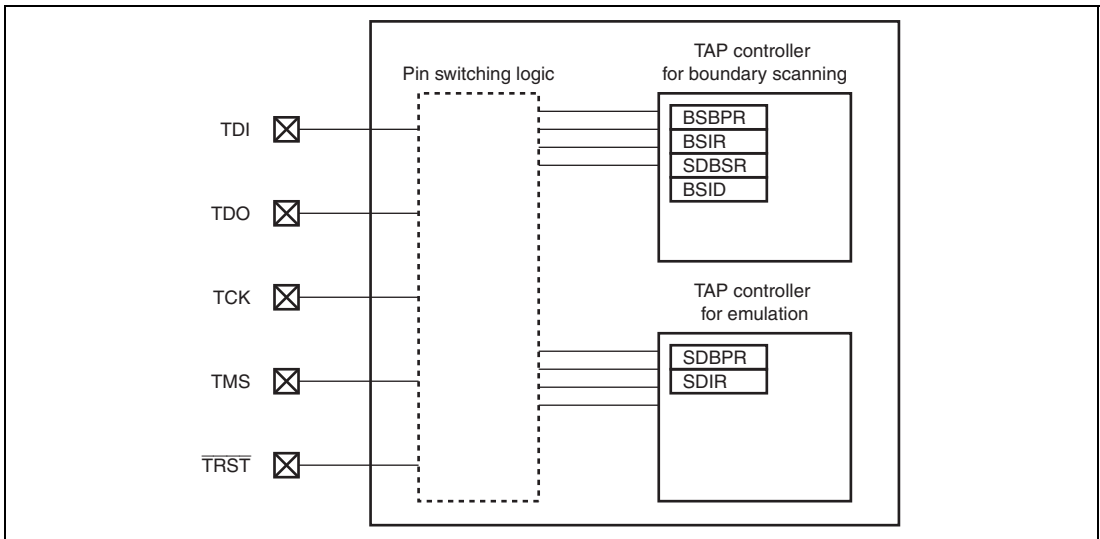 TAP controller
for boundary scanning
Pin switching logic
BSBPR
BSIR
SDBSR
BSID
TDI
TDO
TCK
TMS
TRST
TAP controller
for emulation
SDBPR
SDIR